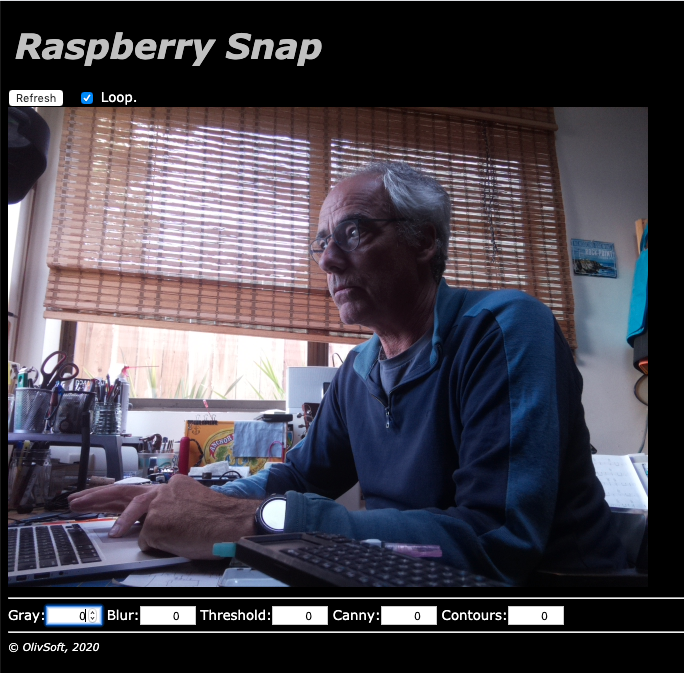 Raspberry Snap
Refresh Loop.
Gray: 0 Blur: 0 Threshold: 0 Canny: 0 Contours: 0
© OlivSoft, 2020